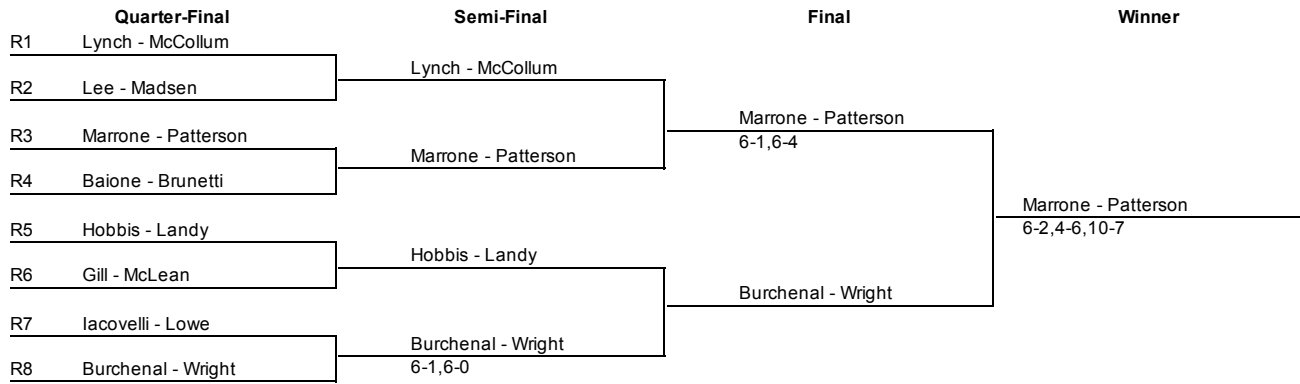 Quarter-Final Semi-Final Final Winner
R1 Lynch - McCollum
Lynch - McCollum
R2 Lee - Madsen
Marrone - Patterson
6-1,6-4
R3 Marrone - Patterson
Marrone - Patterson
R4 Baione - Brunetti
Marrone - Patterson
6-2,4-6,10-7
R5 Hobbis - Landy
Hobbis - Landy
R6 Gill - McLean
Burchenal - Wright
R7 Iacovelli - Lowe
Burchenal - Wright
6-1,6-0
R8 Burchenal - Wright